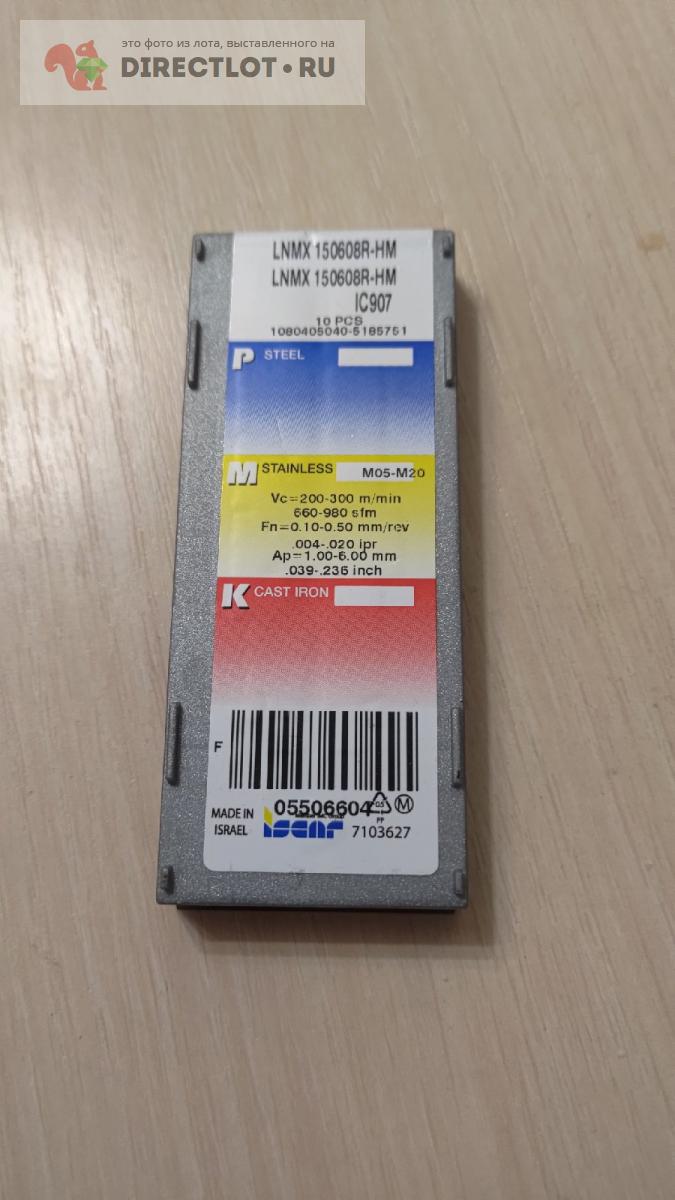 это фото из лота, выставленного на
DIRECTLOT•RU
LNMX 150608R-HM
LNMX 150608R-HM
IC907
10 PCS
1080405040-5185751
P STEEL
M STAINLESS M05-M20
Vc=200-300 m/min
660-980 sfm
Fn=0.10-0.50 mm/rev
.004-.020 ipr
Ap=1.00-6.00 mm
.039-.236 inch
K CAST IRON
F
05506604
MADE IN
ISRAEL
iscar
7103627
PP
M